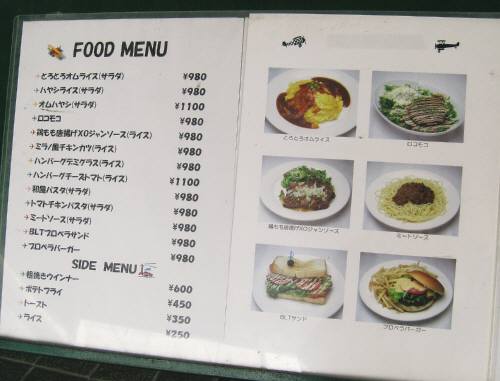 FOOD MENU
とろとろオムライス(サラダ) ¥980
ハヤシライス(サラダ) ¥980
オムハヤシ(サラダ) ¥1100
ロコモコ ¥980
鶏もも唐揚げXOジャンソース(ライス) ¥980
ミラノ風チキンカツ(ライス) ¥980
ハンバーグデミグラス(ライス) ¥980
ハンバーグチーストマト(ライス) ¥1100
和風パスタ(サラダ) ¥980
トマトチキンパスタ(サラダ) ¥980
ミートソース(サラダ) ¥980
BLTプロペラサンド ¥980
プロペラバーガー ¥980
SIDE MENU
粗挽きウインナー ¥600
ポテトフライ ¥450
トースト ¥350
ライス ¥250
とろとろオムライス
ロコモコ
鶏もも唐揚げXOジャンソース
ミートソース
BLTサンド
プロペラバーガー